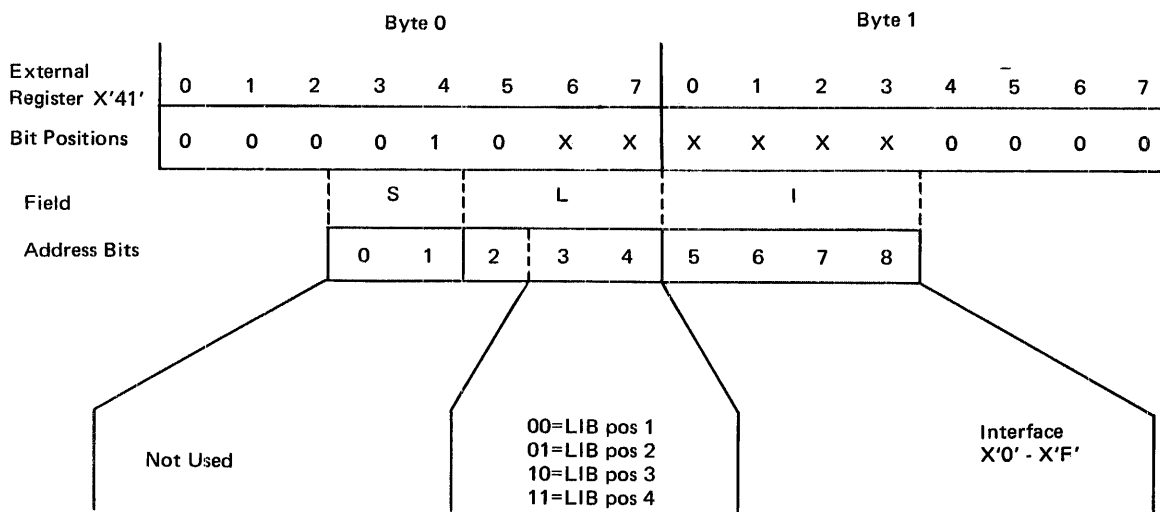 Byte 0 Byte 1
External
Register X'41' 0 1 2 3 4 5 6 7 0 1 2 3 4 5 6 7
Bit Positions 0 0 0 0 1 0 X X X X X X 0 0 0 0
Field S L I
Address Bits 0 1 2 3 4 5 6 7 8
Not Used
00=LIB pos 1
01=LIB pos 2
10=LIB pos 3
11=LIB pos 4
Interface
X'0' - X'F'